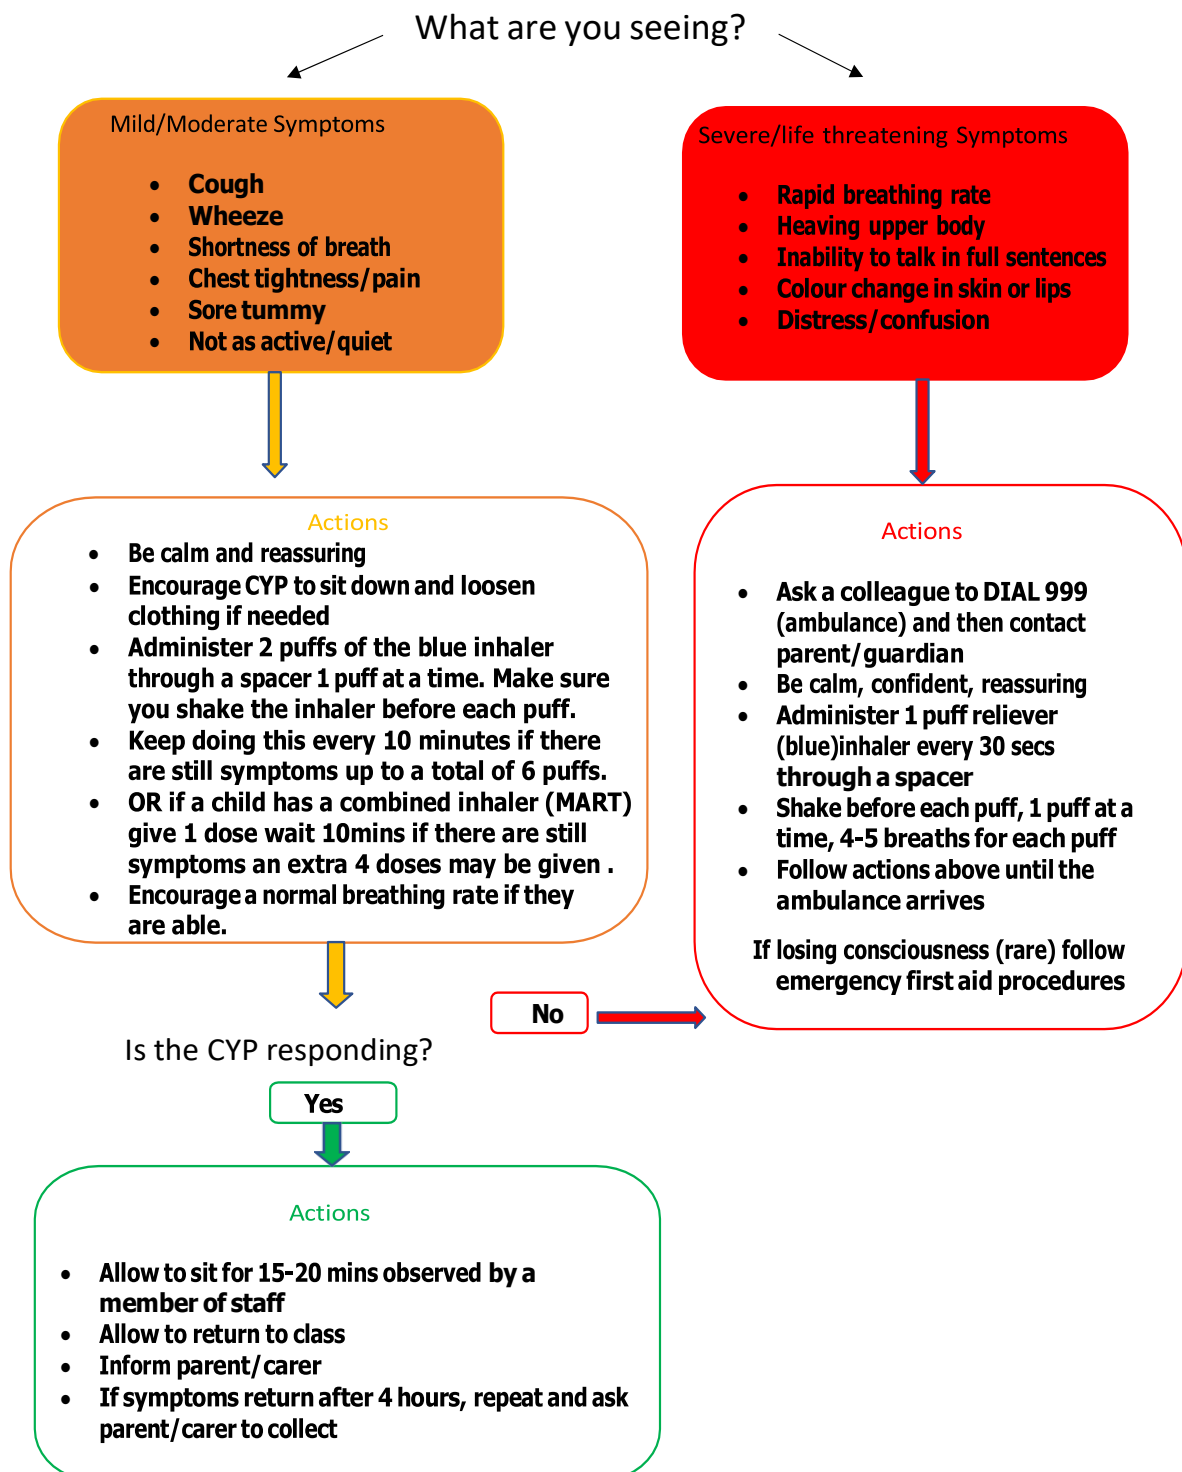 What are you seeing?
Mild/Moderate Symptoms
• Cough
• Wheeze
• Shortness of breath
• Chest tightness/pain
• Sore tummy
• Not as active/quiet
Severe/life threatening Symptoms
• Rapid breathing rate
• Heaving upper body
• Inability to talk in full sentences
• Colour change in skin or lips
• Distress/confusion
Actions
• Be calm and reassuring
• Encourage CYP to sit down and loosen
clothing if needed
• Administer 2 puffs of the blue inhaler
through a spacer 1 puff at a time. Make sure
you shake the inhaler before each puff.
• Keep doing this every 10 minutes if there
are still symptoms up to a total of 6 puffs.
• OR if a child has a combined inhaler (MART)
give 1 dose wait 10mins if there are still
symptoms an extra 4 doses may be given .
• Encourage a normal breathing rate if they
are able.
Actions
• Ask a colleague to DIAL 999
(ambulance) and then contact
parent/guardian
• Be calm, confident, reassuring
• Administer 1 puff reliever
(blue)inhaler every 30 secs
through a spacer
• Shake before each puff, 1 puff at a
time, 4-5 breaths for each puff
• Follow actions above until the
ambulance arrives
If losing consciousness (rare) follow
emergency first aid procedures
No
Is the CYP responding?
Yes
Actions
• Allow to sit for 15-20 mins observed by a
member of staff
• Allow to return to class
• Inform parent/carer
• If symptoms return after 4 hours, repeat and ask
parent/carer to collect